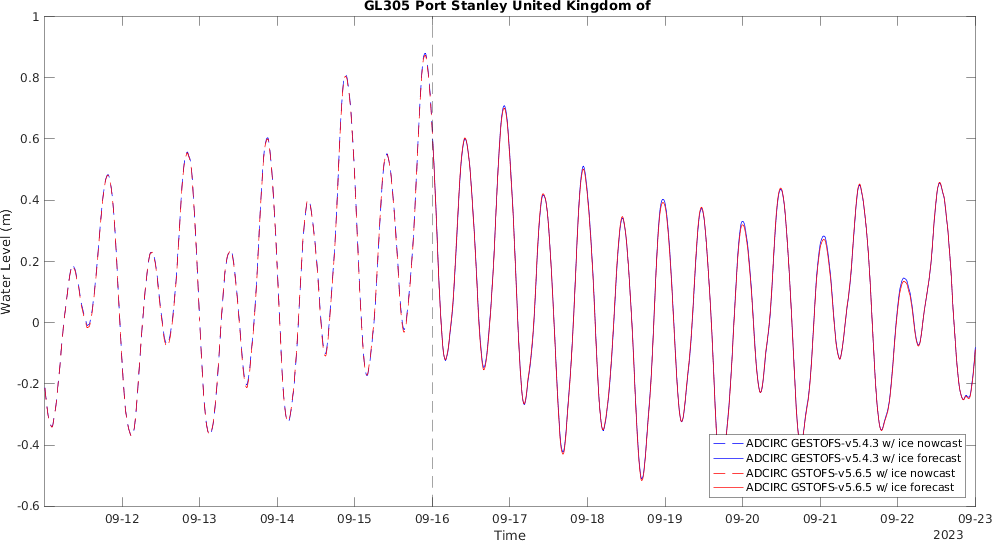 GL305 Port Stanley United Kingdom of
Water Level (m)
1
0.8
0.6
0.4
0.2
0
-0.2
-0.4
-0.6
ADCIRC GESTOFS-v5.4.3 w/ ice nowcast
ADCIRC GESTOFS-v5.4.3 w/ ice forecast
ADCIRC GSTOFS-v5.6.5 w/ ice nowcast
ADCIRC GSTOFS-v5.6.5 w/ ice forecast
09-12 09-13 09-14 09-15 09-16 09-17 09-18 09-19 09-20 09-21 09-22 09-23
Time
2023